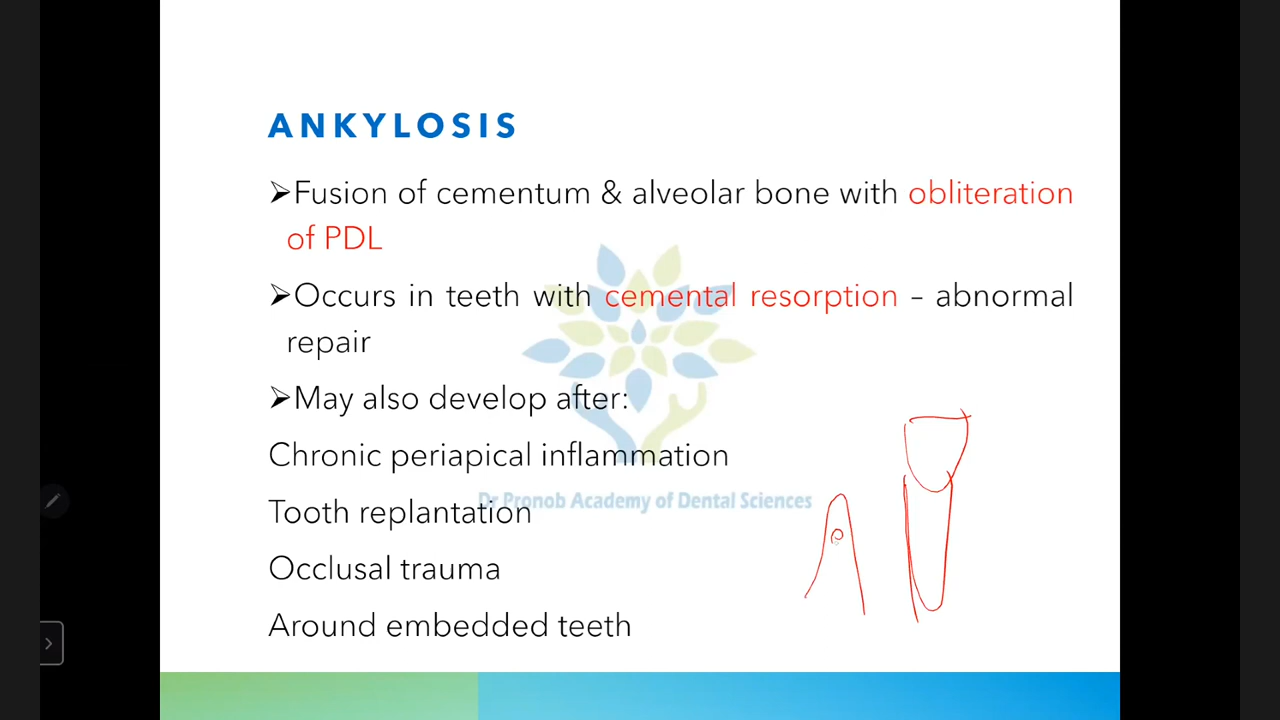 ANKYLOSIS
➢Fusion of cementum & alveolar bone with obliteration
of PDL
➢Occurs in teeth with cemental resorption – abnormal
repair
➢May also develop after:
Chronic periapical inflammation
Dr Pronob Academy of Dental Sciences
Tooth replantation
Occlusal trauma
Around embedded teeth